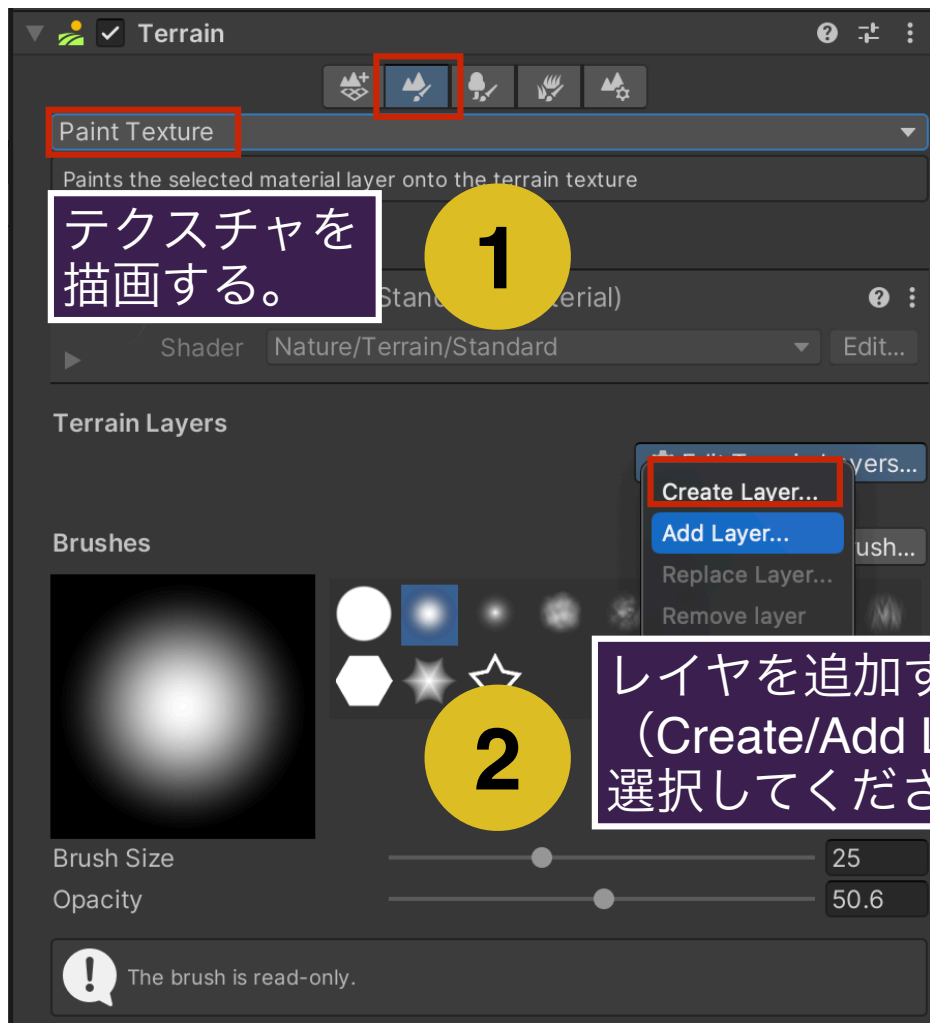 Terrain
Paint Texture
Paints the selected material layer onto the terrain texture
テクスチャを
描画する。
1
Shader
Nature/Terrain/Standard
Edit...
Terrain Layers
Create Layer...
Add Layer...
Replace Layer...
Remove layer
Brushes
レイヤを追加す
（Create/Add L
選択してくださ
2
Brush Size
25
Opacity
50.6
The brush is read-only.